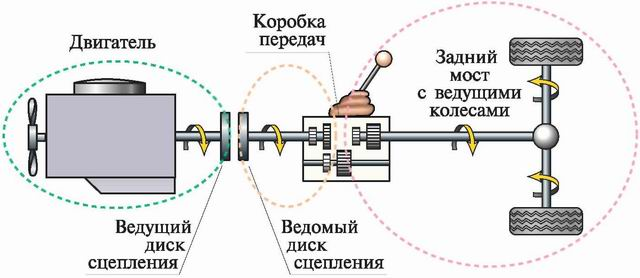 Двигатель
Коробка
передач
Задний
мост
с ведущими
колесами
Ведущий
диск
сцепления
Ведомый
диск
сцепления